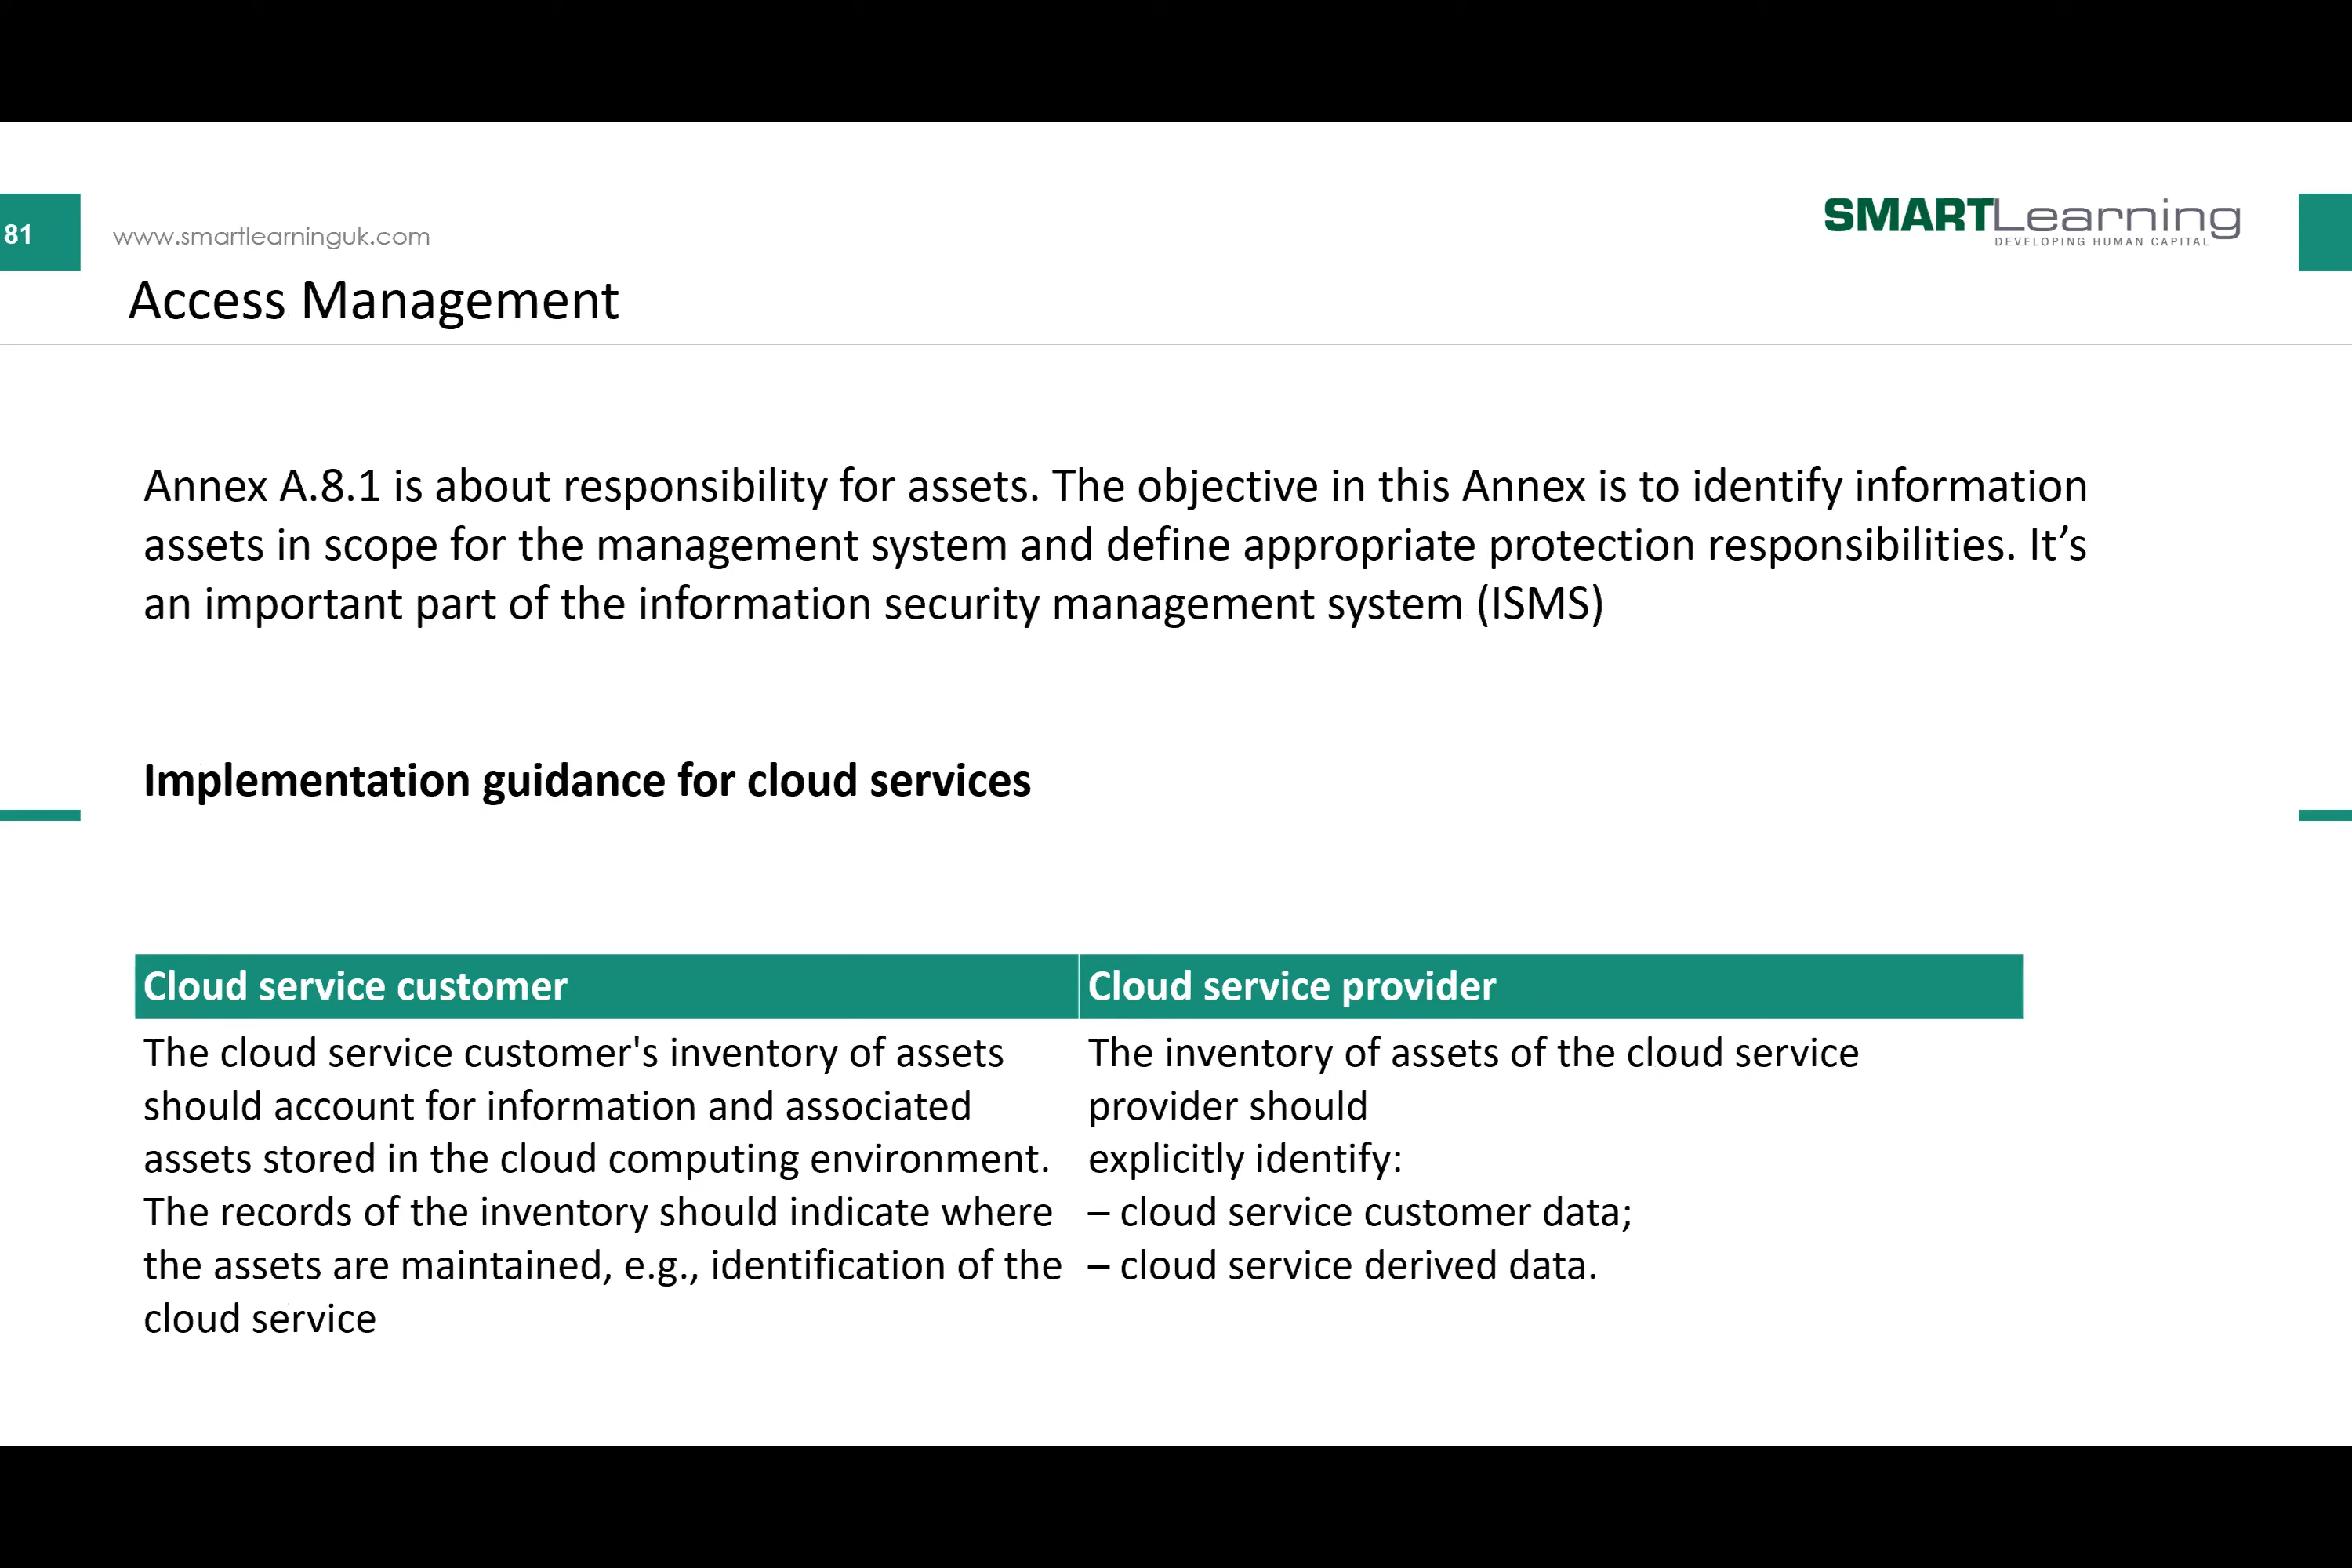 81
www.smartlearninguk.com
SMARTLearning
DEVELOPING HUMAN CAPITAL
Access Management
Annex A.8.1 is about responsibility for assets. The objective in this Annex is to identify information
assets in scope for the management system and define appropriate protection responsibilities. It’s
an important part of the information security management system (ISMS)
Implementation guidance for cloud services
Cloud service customer
The cloud service customer's inventory of assets
should account for information and associated
assets stored in the cloud computing environment.
The records of the inventory should indicate where
the assets are maintained, e.g., identification of the
cloud service
Cloud service provider
The inventory of assets of the cloud service
provider should
explicitly identify:
– cloud service customer data;
– cloud service derived data.